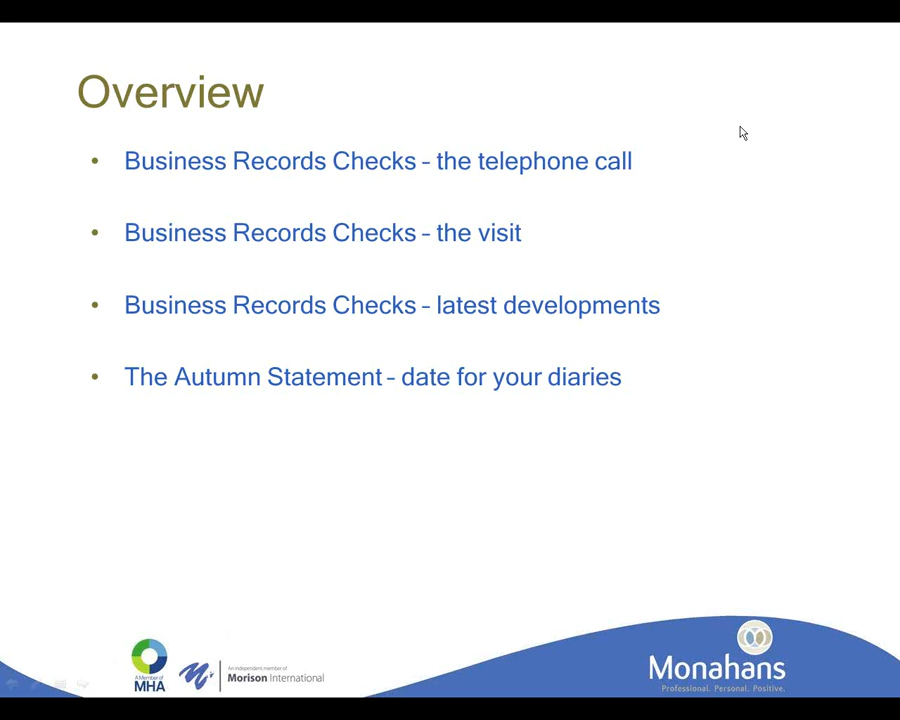 Overview
• Business Records Checks – the telephone call
• Business Records Checks – the visit
• Business Records Checks – latest developments
• The Autumn Statement – date for your diaries
A Member of
MHA
An independent member of
Morison International
Monahans
Professional. Personal. Positive.